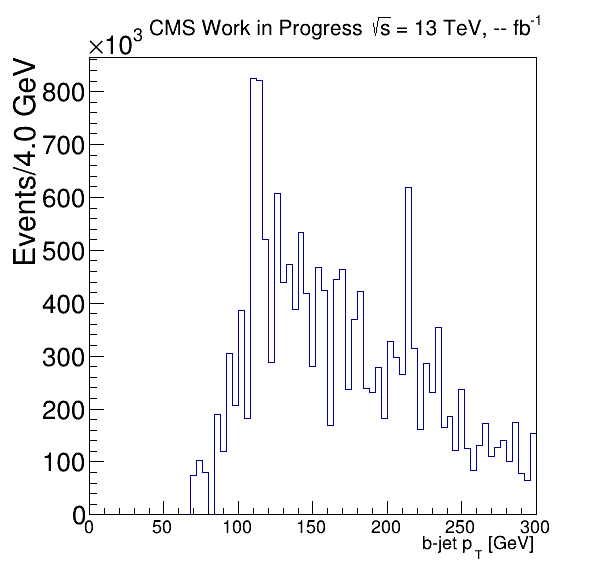 ×10³ CMS Work in Progress √s = 13 TeV, -- fb⁻¹
Events/4.0 GeV
800
700
600
500
400
300
200
100
0
0 50 100 150 200 250 300
b-jet p_T [GeV]